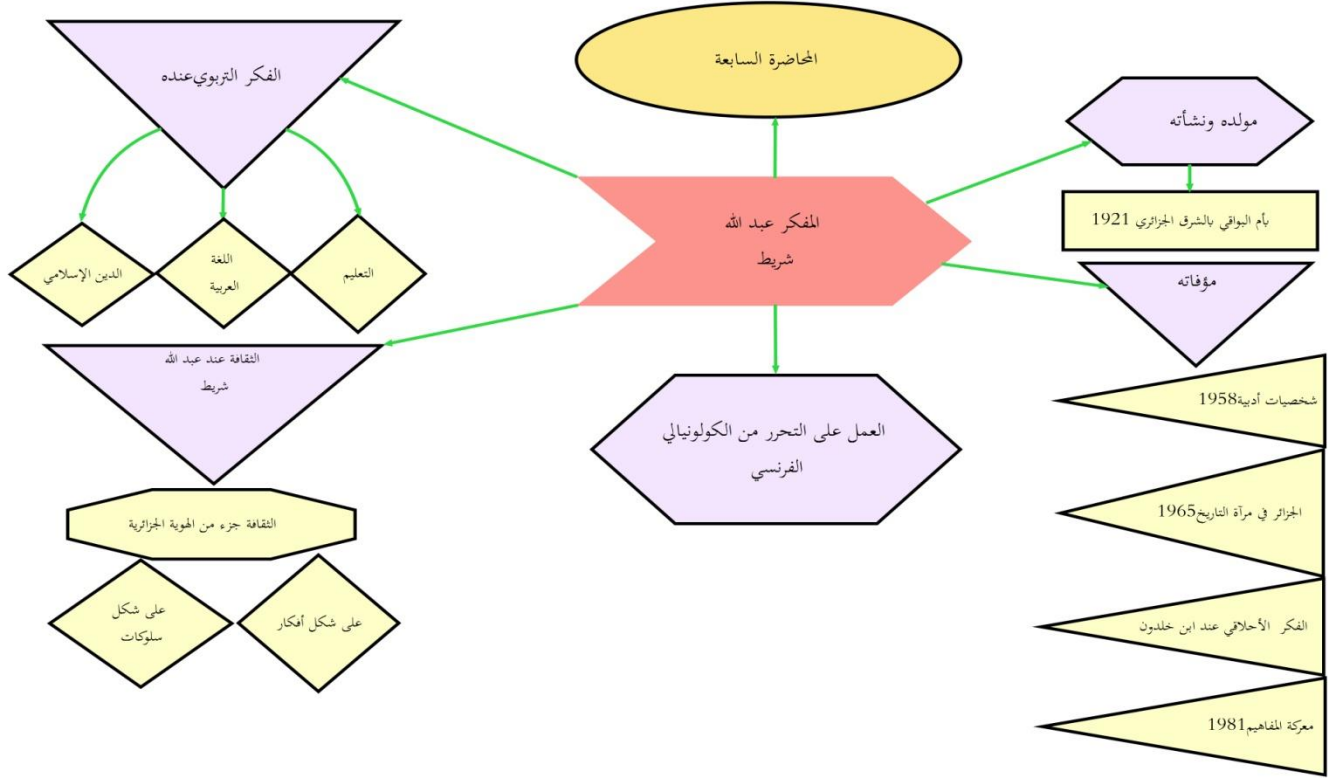 المحاضرة السابعة
المفكر عبد الله
شريط
مولده ونشأته
بأم البواقي بالشرق الجزائري 1921
مؤفاته
شخصيات أدبية1958
الجزائر في مرآة التاريخ1965
الفكر الأحلاقي عند ابن خلدون
معركة المفاهيم1981
العمل على التحرر من الكولونيالي
الفرنسي
الفكر التربويعنده
التعليم
اللغة
العربية
الدين الإسلامي
الثقافة عند عبد الله
شريط
الثقافة جزء من الهوية الجزائرية
على شكل أفكار
على شكل
سلوكات